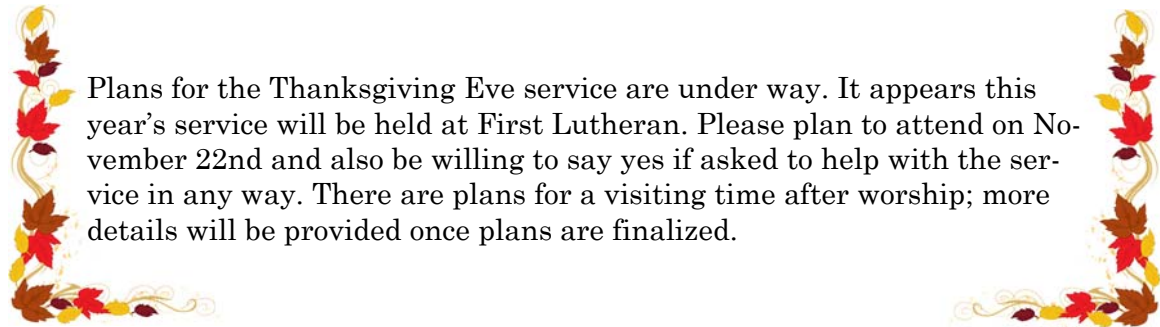 Plans for the Thanksgiving Eve service are under way. It appears this
year’s service will be held at First Lutheran. Please plan to attend on No-
vember 22nd and also be willing to say yes if asked to help with the ser-
vice in any way. There are plans for a visiting time after worship; more
details will be provided once plans are finalized.